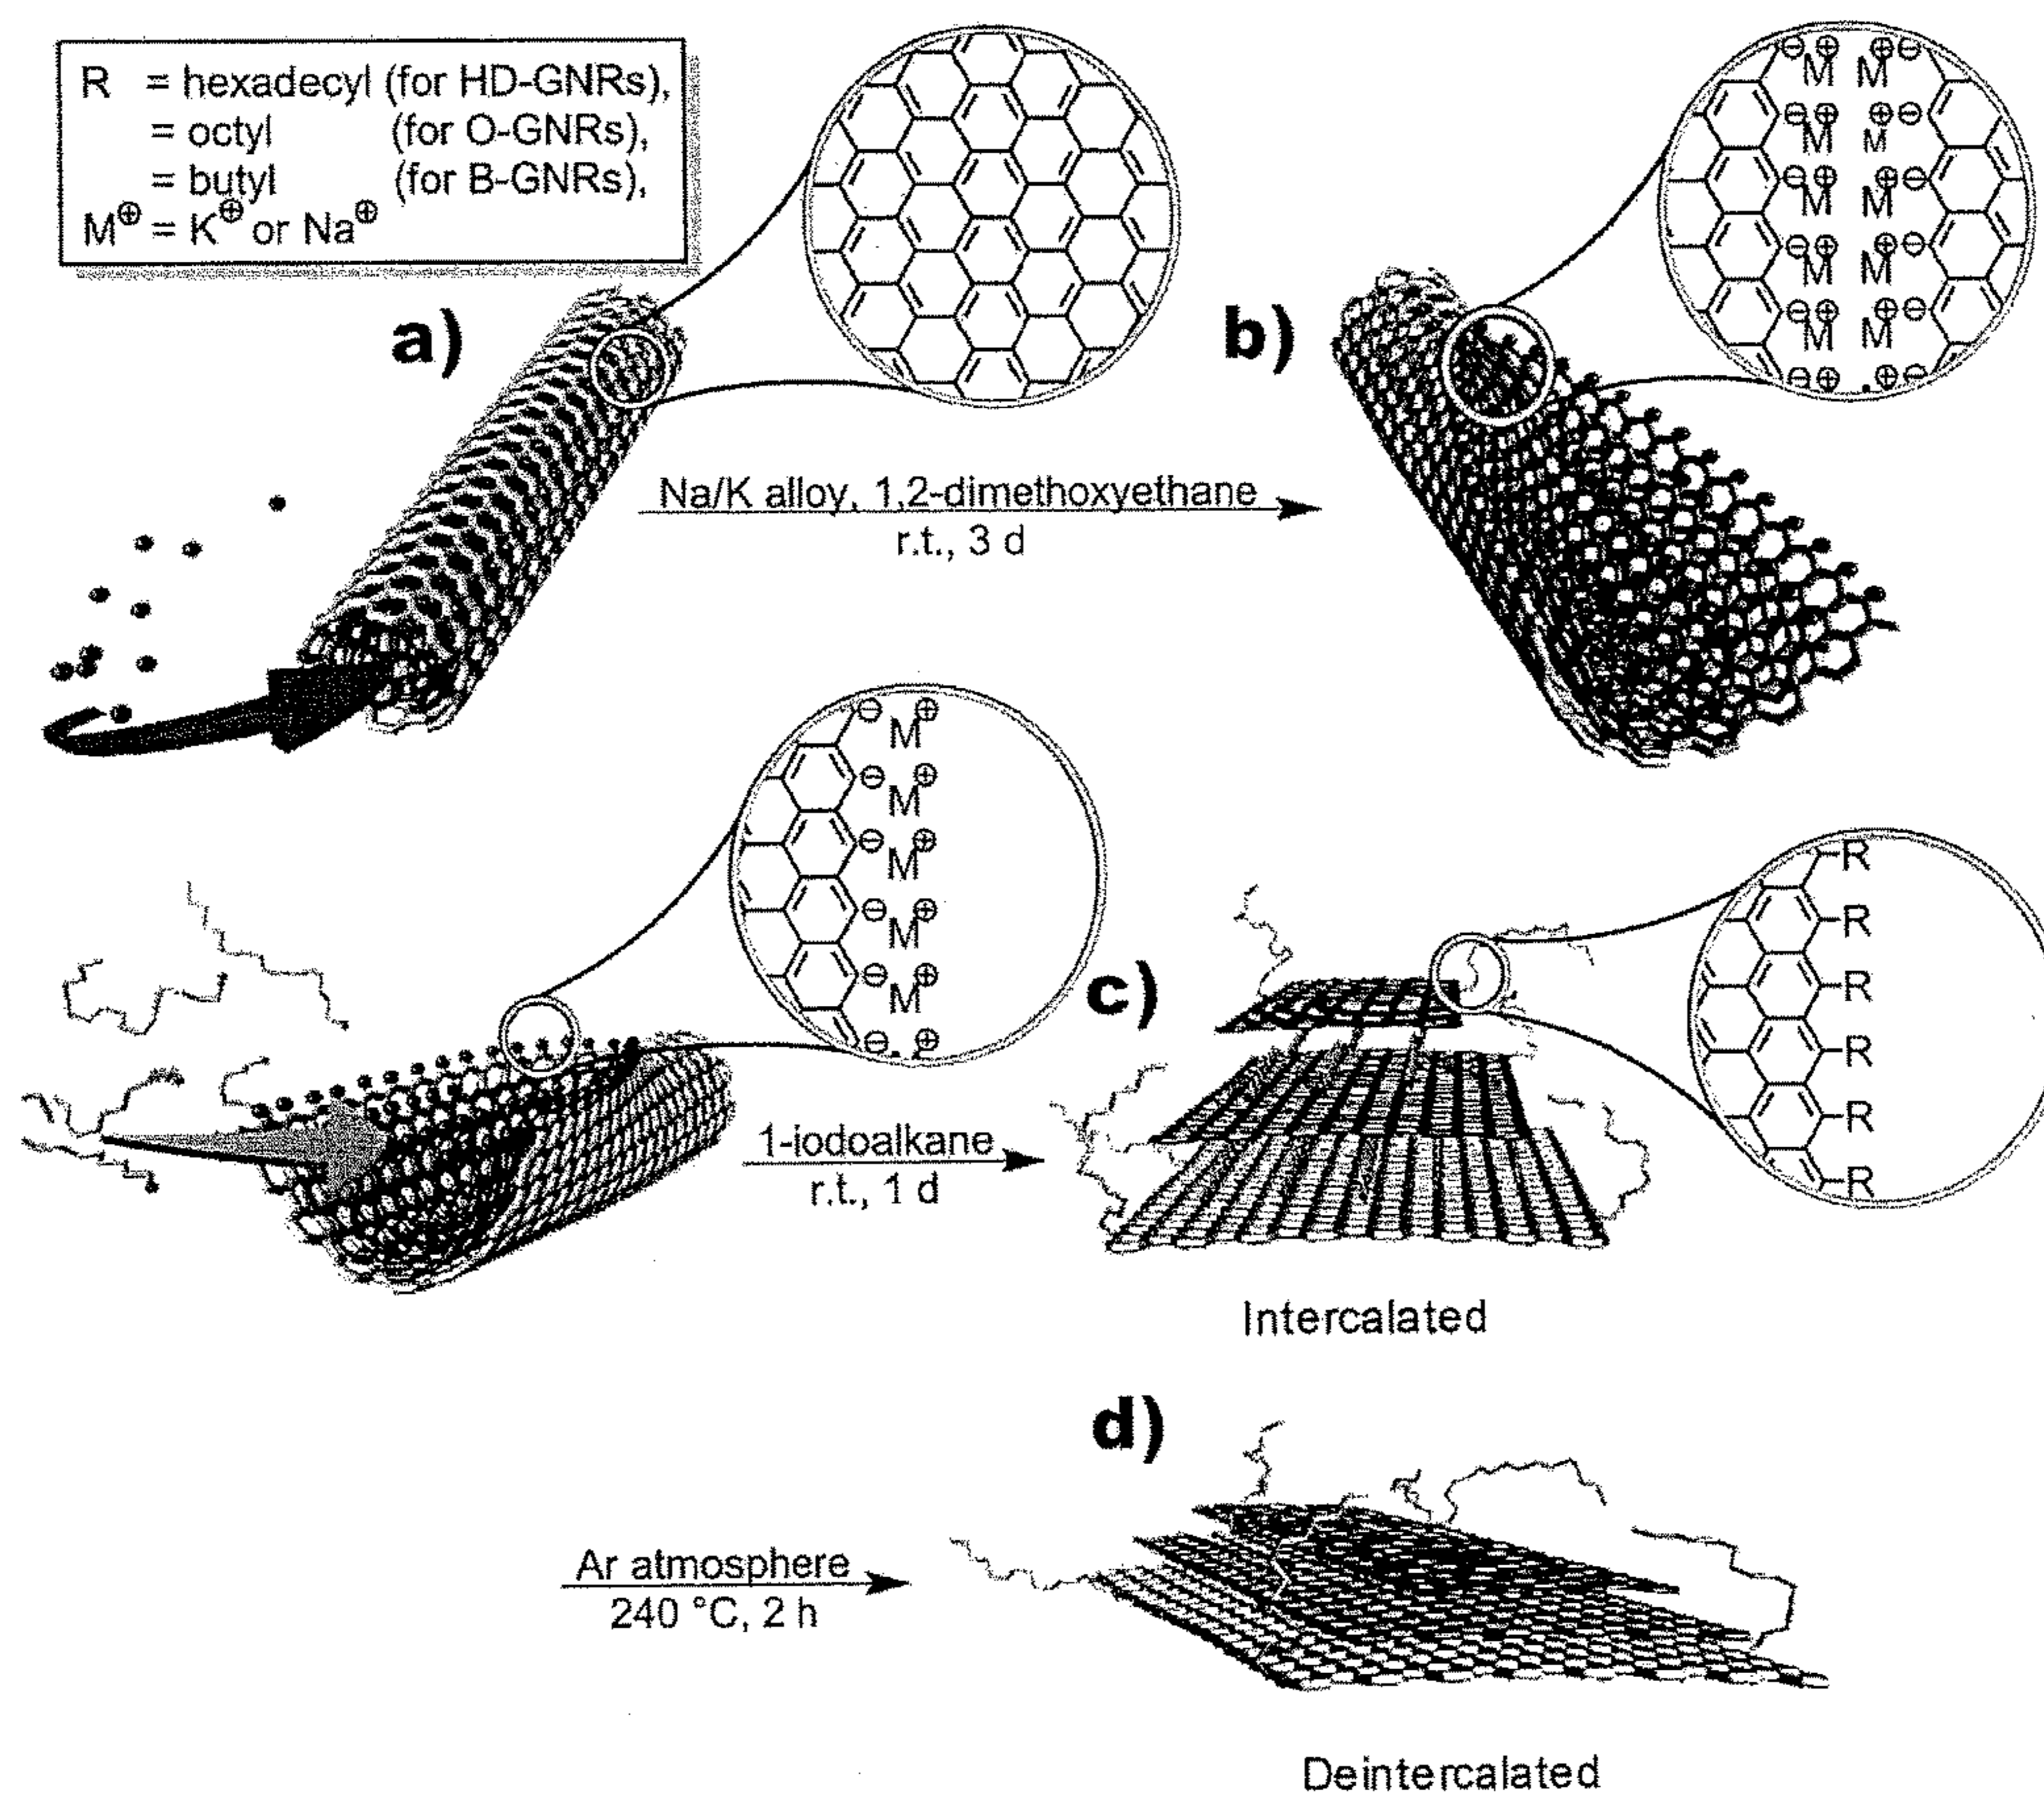 R = hexadecyl (for HD-GNRs),
= octyl (for O-GNRs),
= butyl (for B-GNRs),
M⊕ = K⊕ or Na⊕
a)
Na/K alloy, 1,2-dimethoxyethane
r.t., 3 d
b)
⊖⊕ ⊕⊖
M M
⊖⊕ ⊕⊖
M M
⊖⊕ ⊕⊖
M M
⊖⊕ ⊕⊖
M M
⊖⊕ ⊕⊖
M M
⊖⊕ ⊕⊖
⊖ M⊕
⊖ M⊕
⊖ M⊕
⊖ M⊕
⊖ M⊕
⊖ ⊕
1-iodoalkane
r.t., 1 d
c)
R
R
R
R
R
R
Intercalated
Ar atmosphere
240 °C, 2 h
d)
Deintercalated